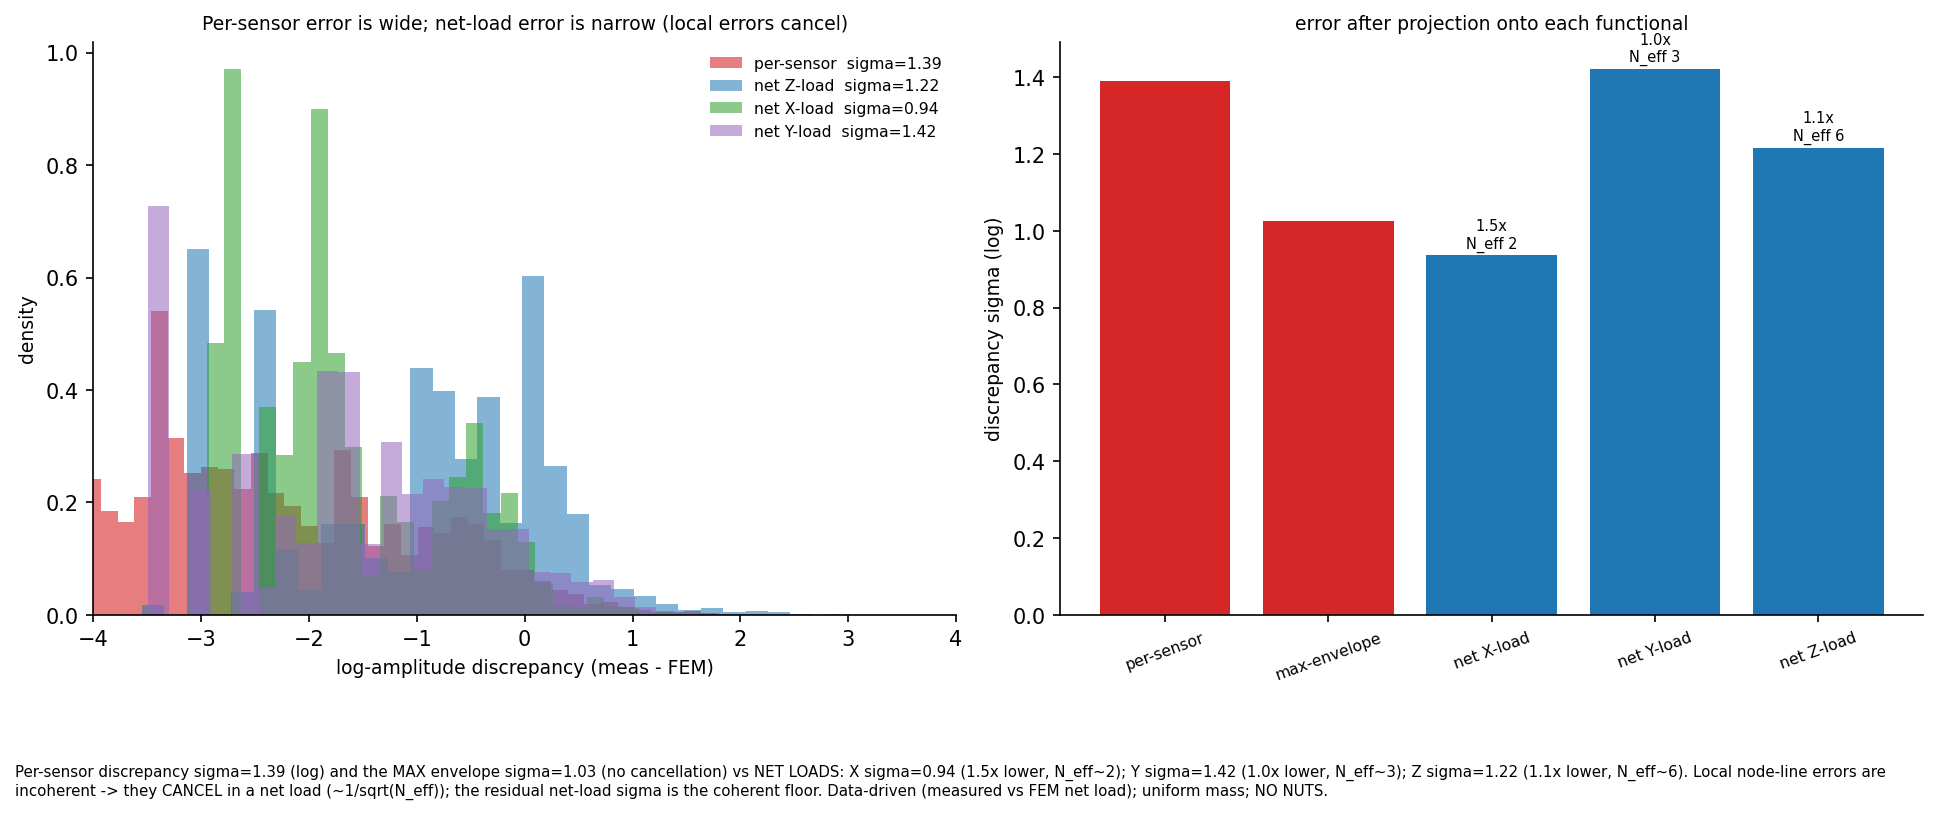 Per-sensor error is wide; net-load error is narrow (local errors cancel)
per-sensor sigma=1.39
net Z-load sigma=1.22
net X-load sigma=0.94
net Y-load sigma=1.42
1.0
0.8
0.6
0.4
0.2
0.0
density
−4
−3
−2
−1
0
1
2
3
4
log-amplitude discrepancy (meas - FEM)
error after projection onto each functional
1.4
1.2
1.0
0.8
0.6
0.4
0.2
0.0
discrepancy sigma (log)
1.5x
N_eff 2
1.0x
N_eff 3
1.1x
N_eff 6
per-sensor
max-envelope
net X-load
net Y-load
net Z-load
Per-sensor discrepancy sigma=1.39 (log) and the MAX envelope sigma=1.03 (no cancellation) vs NET LOADS: X sigma=0.94 (1.5x lower, N_eff~2); Y sigma=1.42 (1.0x lower, N_eff~3); Z sigma=1.22 (1.1x lower, N_eff~6). Local node-line errors are
incoherent -> they CANCEL in a net load (~1/sqrt(N_eff)); the residual net-load sigma is the coherent floor. Data-driven (measured vs FEM net load); uniform mass; NO NUTS.